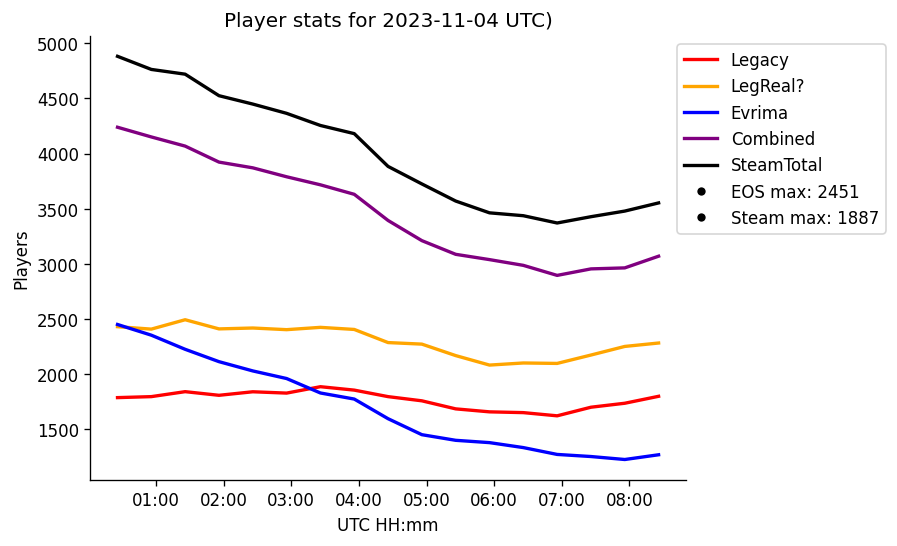 Player stats for 2023-11-04 UTC)
5000
4500
4000
3500
3000
2500
2000
1500
Players
01:00 02:00 03:00 04:00 05:00 06:00 07:00 08:00
UTC HH:mm
Legacy
LegReal?
Evrima
Combined
SteamTotal
EOS max: 2451
Steam max: 1887